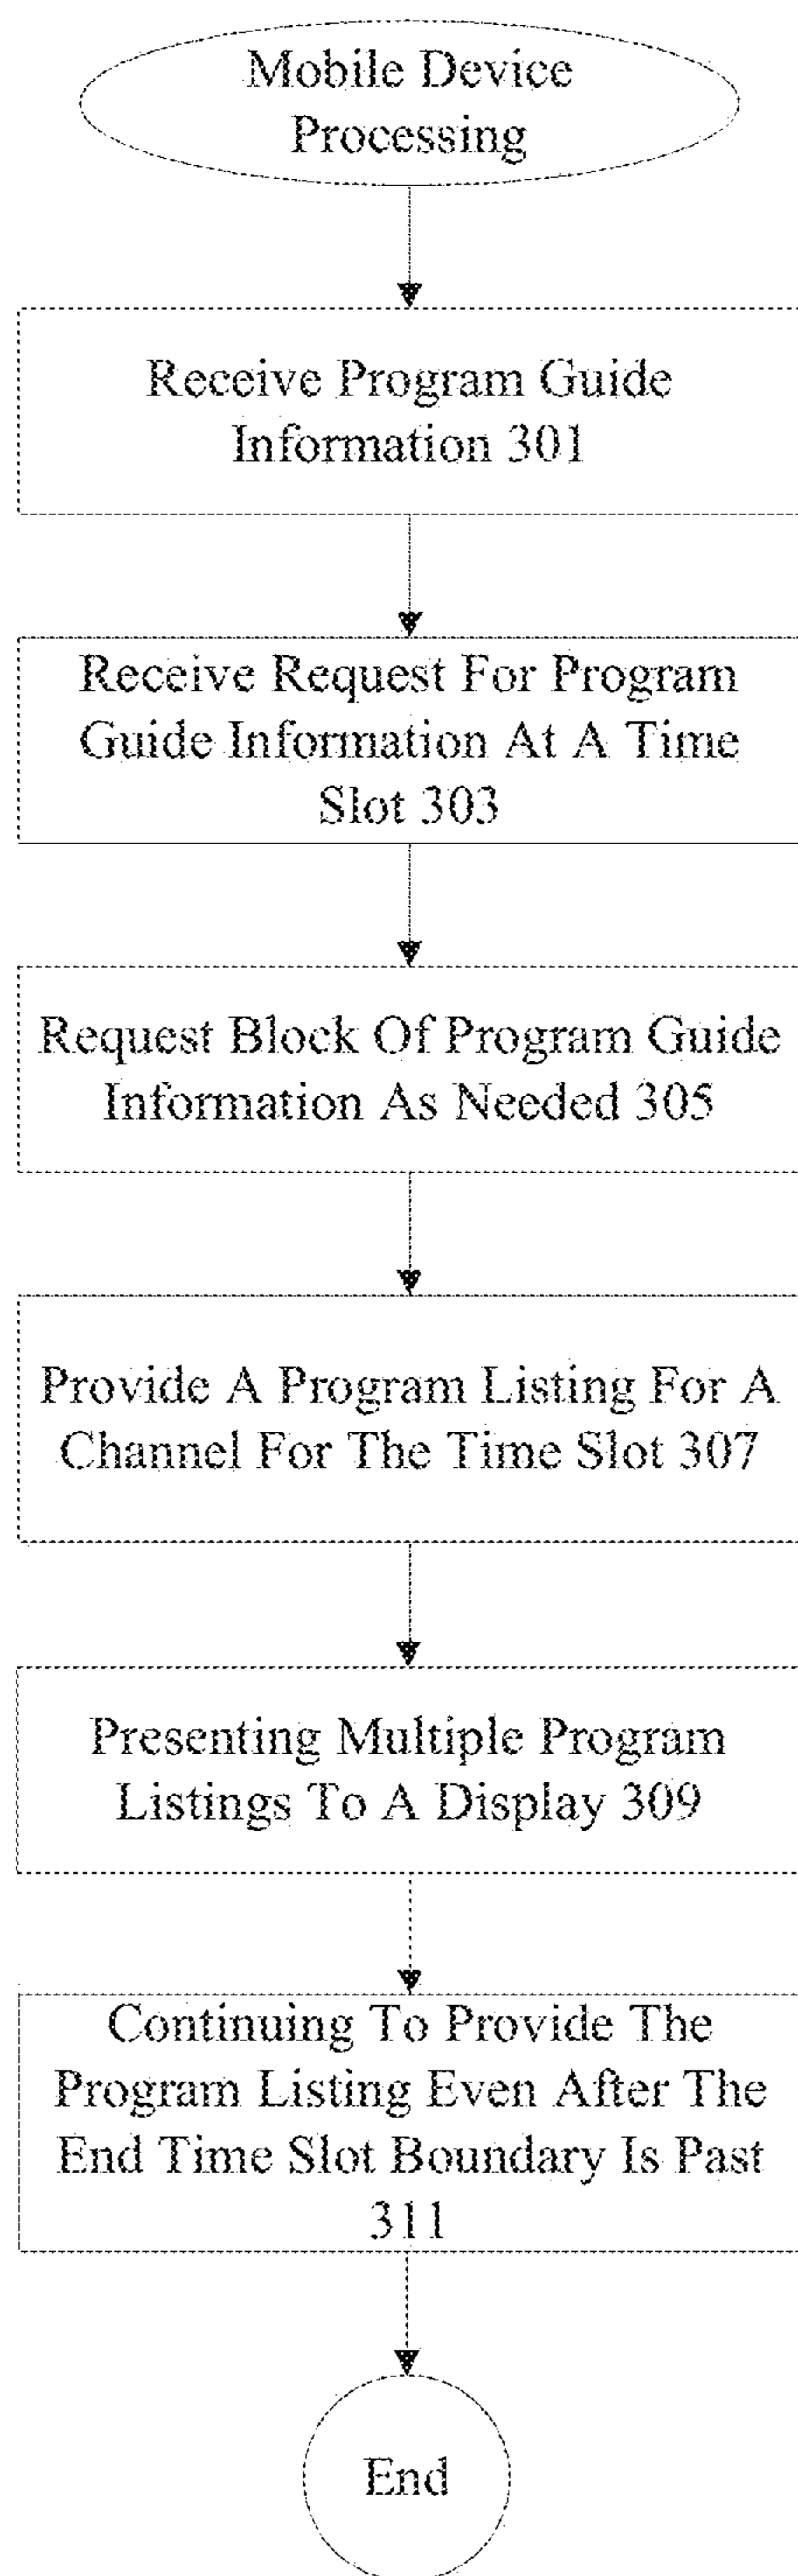 Mobile Device
Processing
Receive Program Guide
Information 301
Receive Request For Program
Guide Information At A Time
Slot 303
Request Block Of Program Guide
Information As Needed 305
Provide A Program Listing For A
Channel For The Time Slot 307
Presenting Multiple Program
Listings To A Display 309
Continuing To Provide The
Program Listing Even After The
End Time Slot Boundary Is Past
311
End